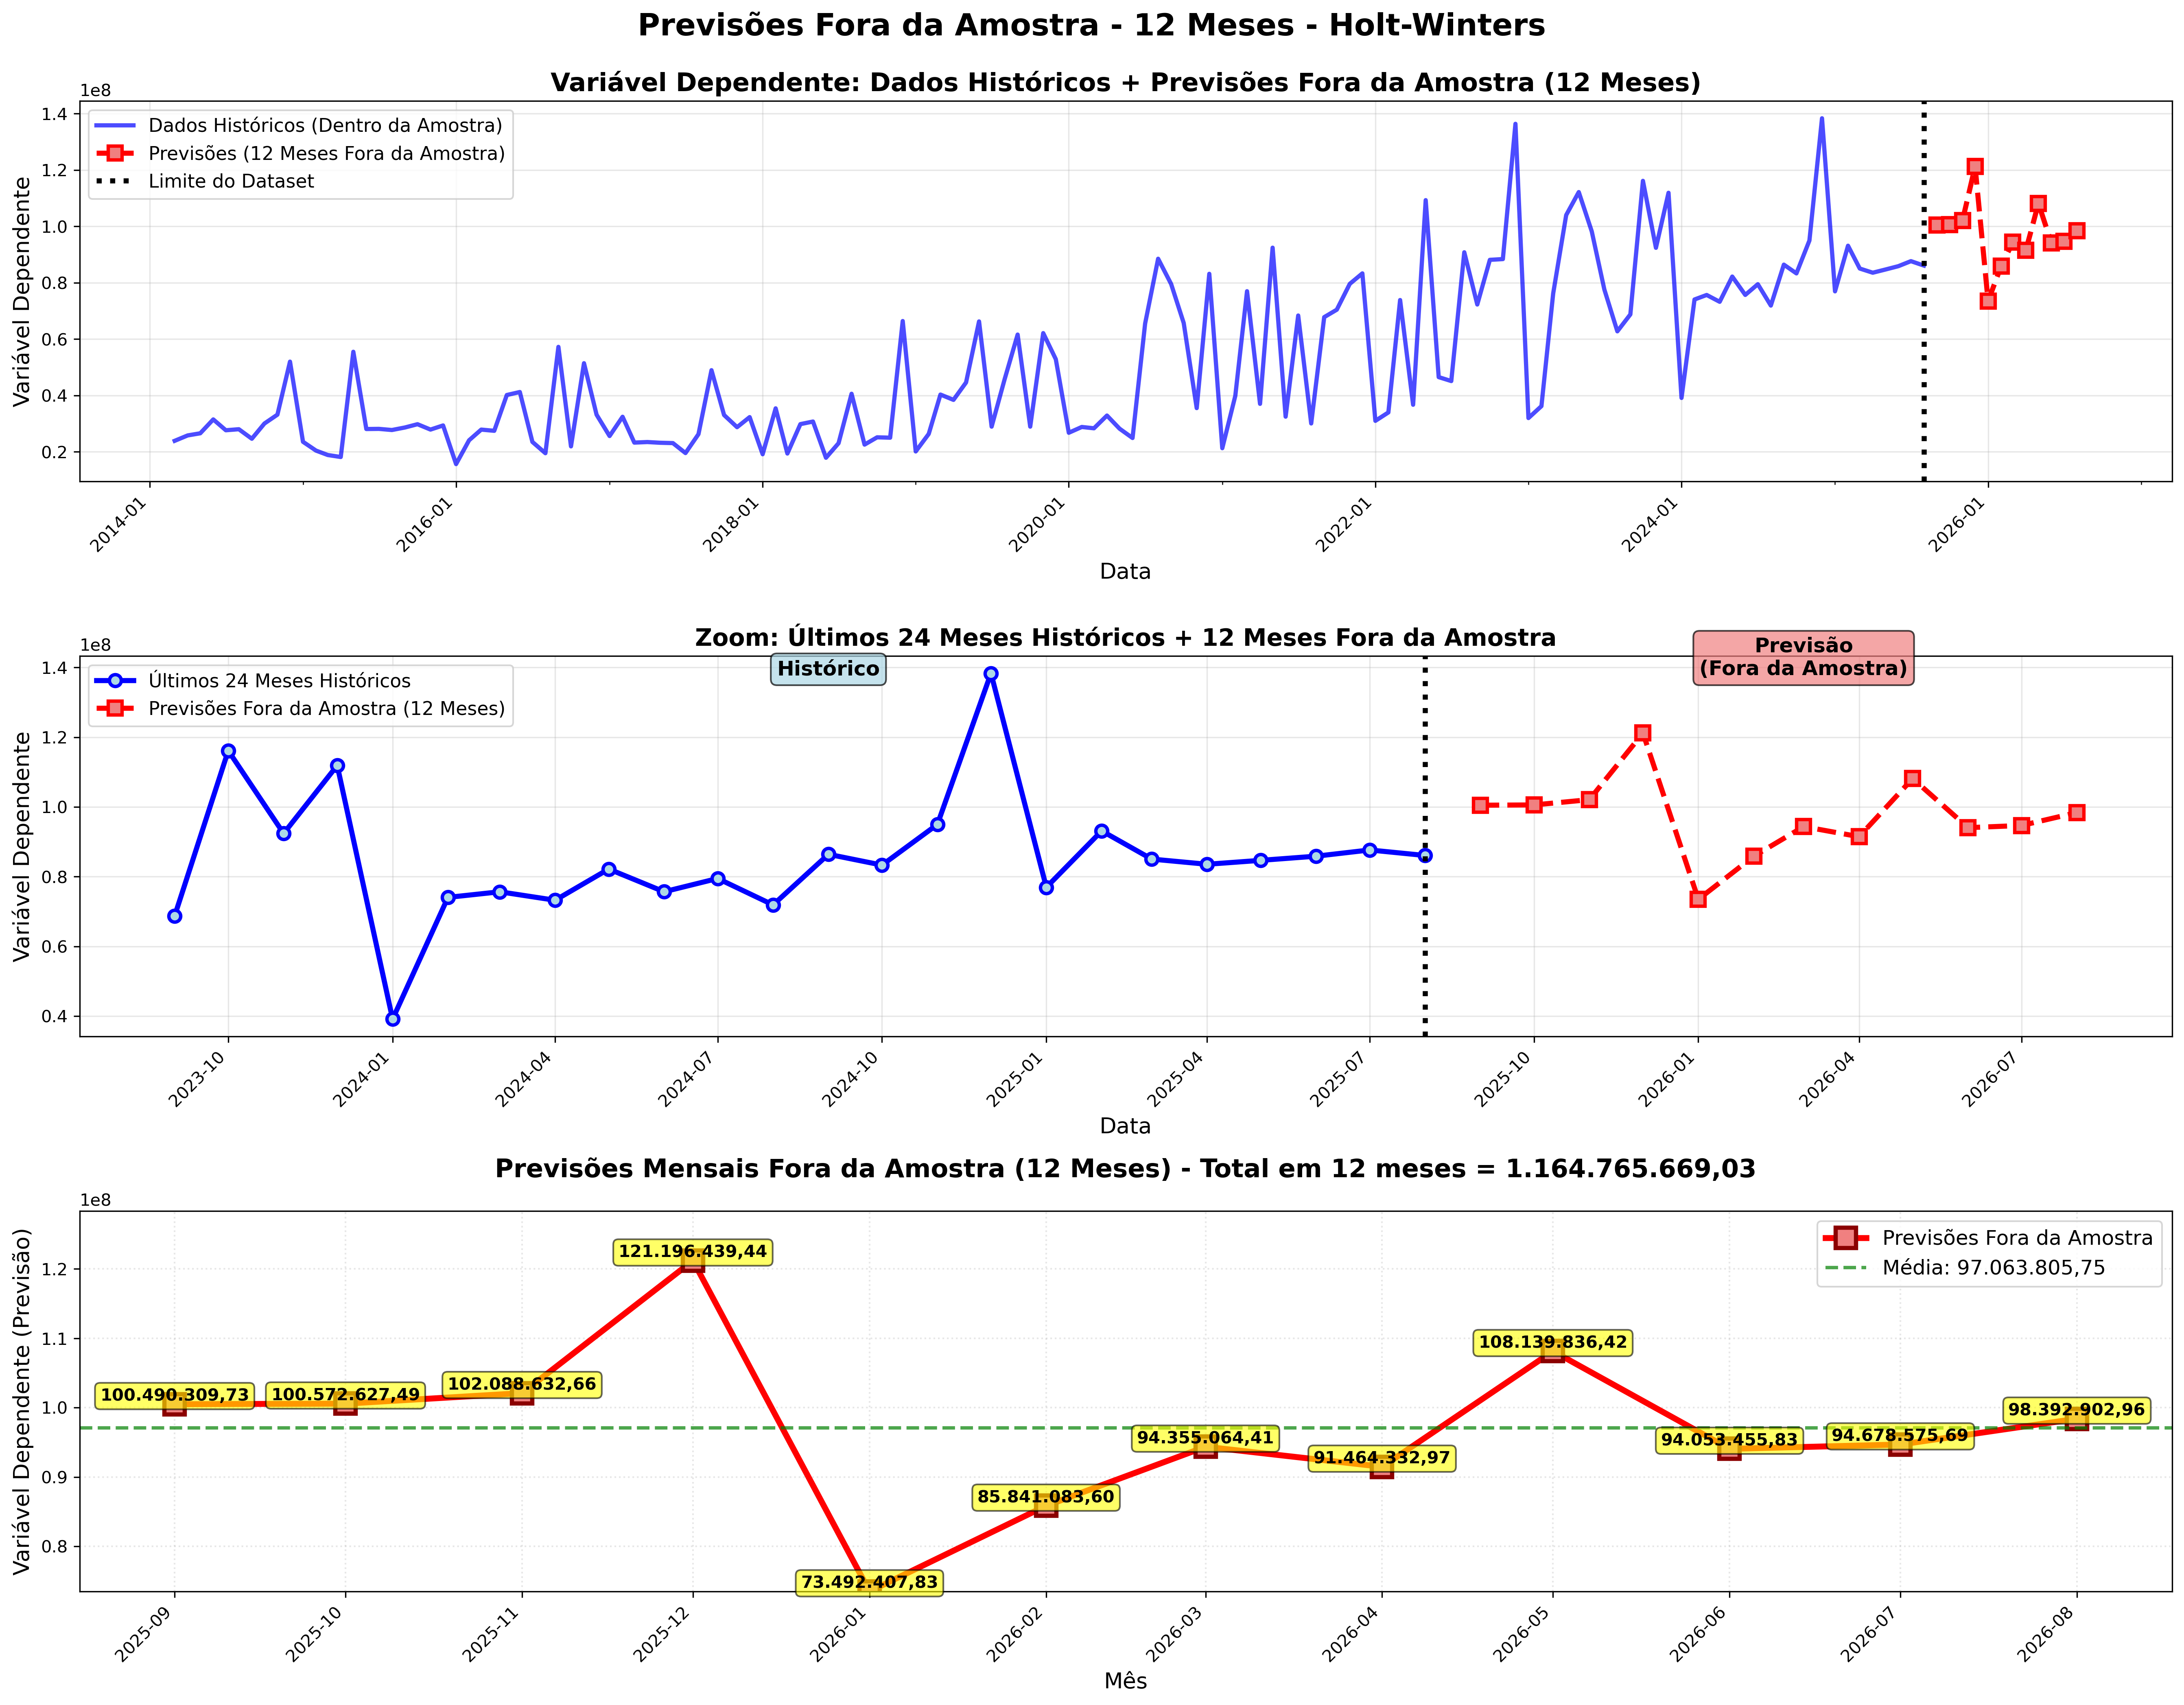 Previsões Fora da Amostra - 12 Meses - Holt-Winters
Variável Dependente: Dados Históricos + Previsões Fora da Amostra (12 Meses)
1e8
Dados Históricos (Dentro da Amostra)
Previsões (12 Meses Fora da Amostra)
Limite do Dataset
Variável Dependente
1.4
1.2
1.0
0.8
0.6
0.4
0.2
2014-01
2016-01
2018-01
2020-01
2022-01
2024-01
2026-01
Data
Zoom: Últimos 24 Meses Históricos + 12 Meses Fora da Amostra
1e8
Últimos 24 Meses Históricos
Previsões Fora da Amostra (12 Meses)
Histórico
Previsão
(Fora da Amostra)
Variável Dependente
1.4
1.2
1.0
0.8
0.6
0.4
2023-10
2024-01
2024-04
2024-07
2024-10
2025-01
2025-04
2025-07
2025-10
2026-01
2026-04
2026-07
Data
Previsões Mensais Fora da Amostra (12 Meses) - Total em 12 meses = 1.164.765.669,03
1e8
Previsões Fora da Amostra
Média: 97.063.805,75
Variável Dependente (Previsão)
1.2
1.1
1.0
0.9
0.8
100.490.309,73
100.572.627,49
102.088.632,66
121.196.439,44
73.492.407,83
85.841.083,60
94.355.064,41
91.464.332,97
108.139.836,42
94.053.455,83
94.678.575,69
98.392.902,96
2025-09
2025-10
2025-11
2025-12
2026-01
2026-02
2026-03
2026-04
2026-05
2026-06
2026-07
2026-08
Mês